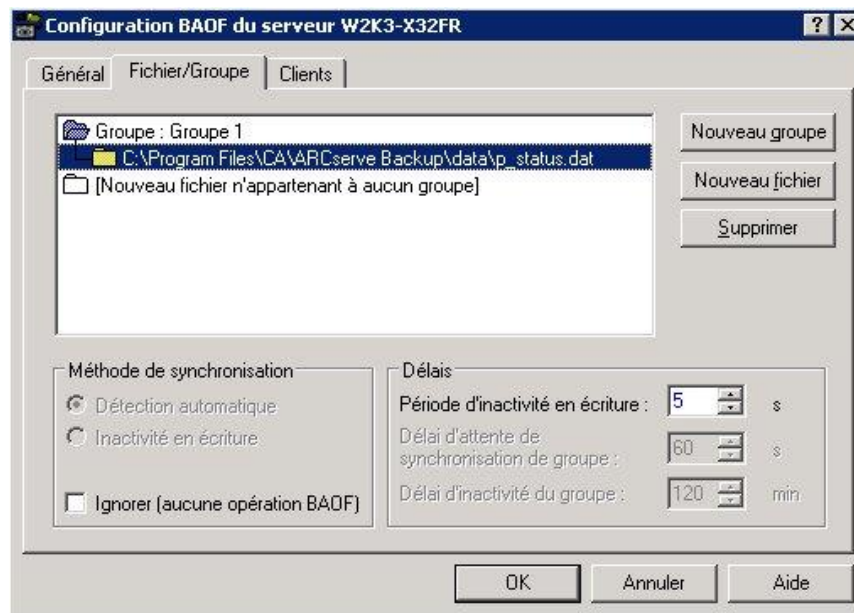 Configuration BAOF du serveur W2K3-X32FR
Général Fichier/Groupe Clients
Groupe : Groupe 1
C:\Program Files\CA\ARCserve Backup\data\p_status.dat
[Nouveau fichier n'appartenant à aucun groupe]
Nouveau groupe
Nouveau fichier
Supprimer
Méthode de synchronisation
Détection automatique
Inactivité en écriture
Ignorer (aucune opération BAOF)
Délais
Période d'inactivité en écriture : 5 s
Délai d'attente de
synchronisation de groupe : 60 s
Délai d'inactivité du groupe : 120 min
OK Annuler Aide